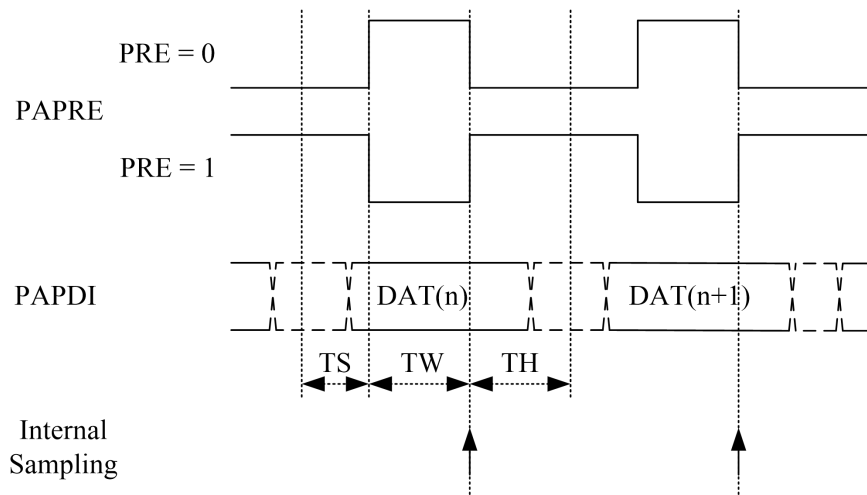 PRE = 0
PAPRE
PRE = 1
PAPDI
DAT(n)
DAT(n+1)
TS
TW
TH
Internal
Sampling